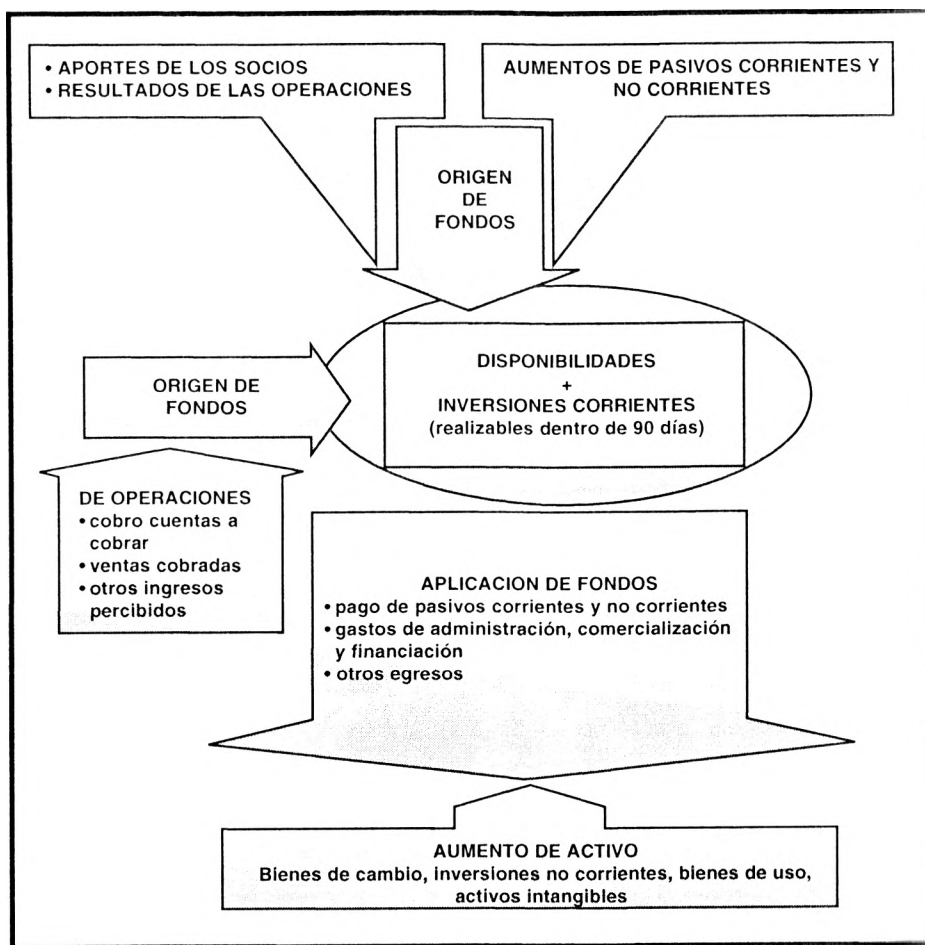 • APORTES DE LOS SOCIOS
• RESULTADOS DE LAS OPERACIONES
AUMENTOS DE PASIVOS CORRIENTES Y
NO CORRIENTES
ORIGEN
DE
FONDOS
DISPONIBILIDADES
+
INVERSIONES CORRIENTES
(realizables dentro de 90 días)
ORIGEN DE
FONDOS
DE OPERACIONES
• cobro cuentas a
cobrar
• ventas cobradas
• otros ingresos
percibidos
APLICACION DE FONDOS
• pago de pasivos corrientes y no corrientes
• gastos de administración, comercialización
y financiación
• otros egresos
AUMENTO DE ACTIVO
Bienes de cambio, inversiones no corrientes, bienes de uso,
activos intangibles